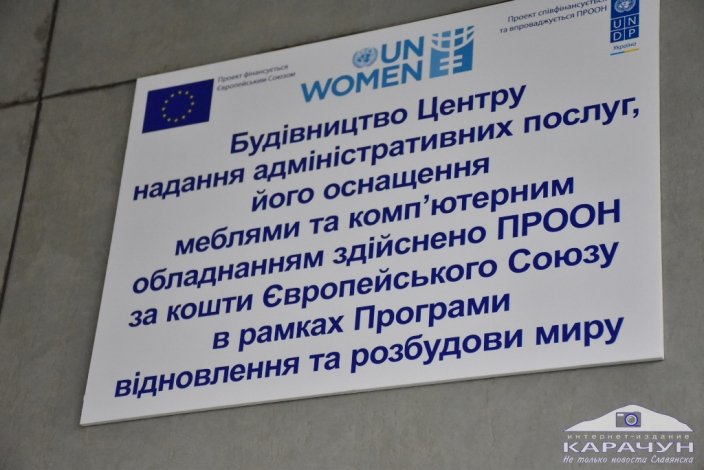 Проект фінансується
Європейським Союзом
UN
WOMEN
Проект співфінансується
та впроваджується ПРООН
UN
DP
Україна
Будівництво Центру
надання адміністративних послуг,
його оснащення
меблями та комп’ютерним
обладнанням здійснено ПРООН
за кошти Європейського Союзу
в рамках Програми
відновлення та розбудови миру
интернет-издание
КАРАЧУН
Не только новости Славянска